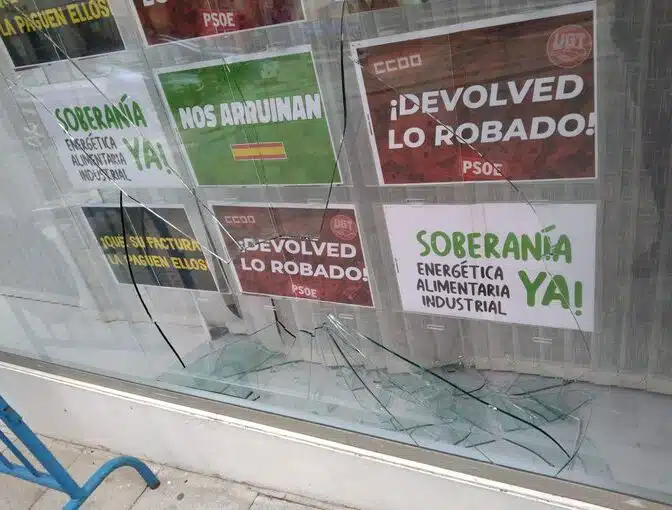 LA PAGUEN ELLOS
PSOE
CCOO
UGT
¡DEVOLVED
LO ROBADO!
PSOE
SOBERANÍA
ENERGÉTICA
ALIMENTARIA
INDUSTRIAL
YA!
NOS ARRUINAN
¡QUE SU FACTURA
LA PAGUEN ELLOS
CCOO
UGT
¡DEVOLVED
LO ROBADO!
PSOE
SOBERANÍA
ENERGÉTICA
ALIMENTARIA
INDUSTRIAL
YA!